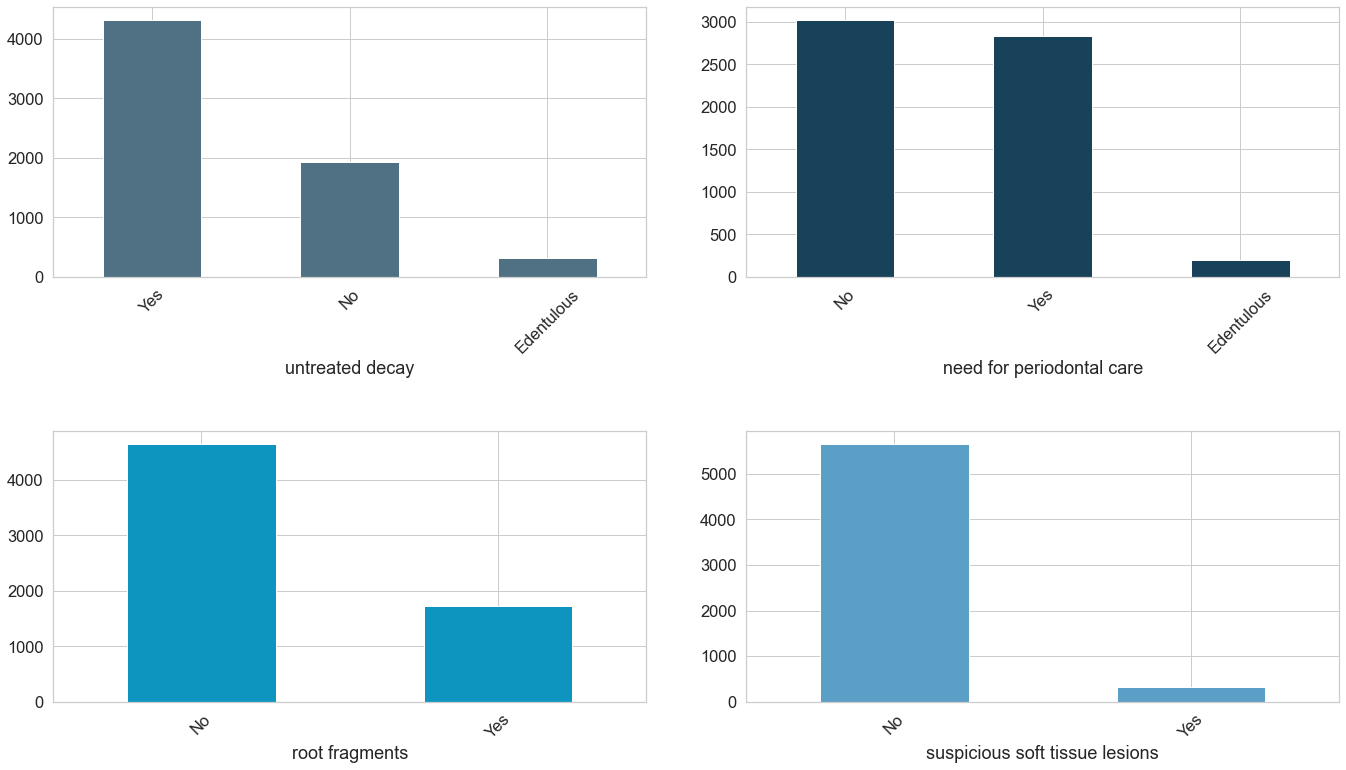 4000
3000
2000
1000
0
Yes
No
Edentulous
untreated decay
3000
2500
2000
1500
1000
500
0
No
Yes
Edentulous
need for periodontal care
4000
3000
2000
1000
0
No
Yes
root fragments
5000
4000
3000
2000
1000
0
No
Yes
suspicious soft tissue lesions